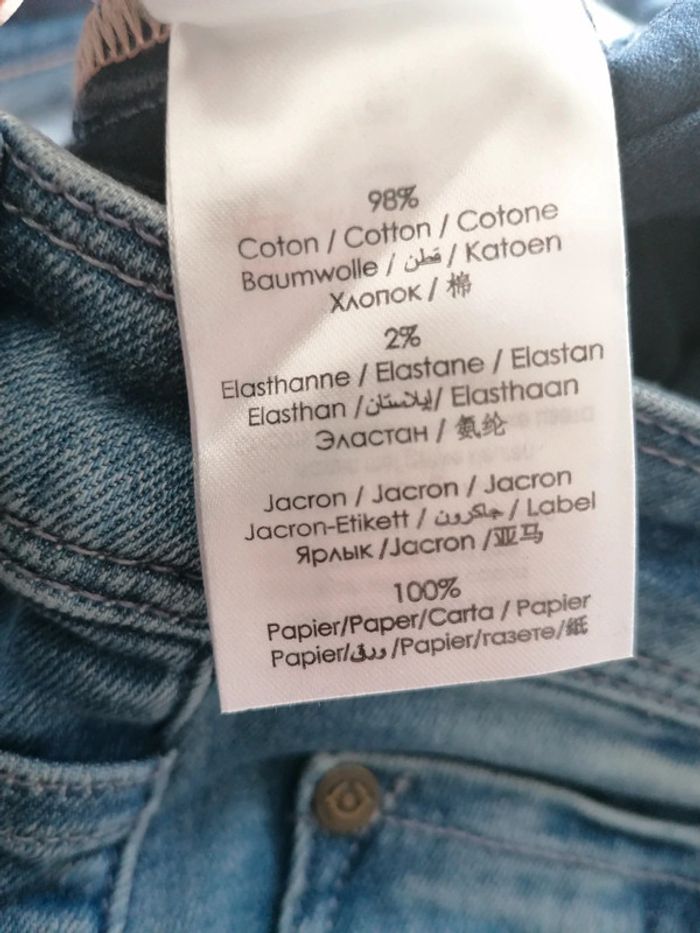 98%
Coton / Cotton / Cotone
Baumwolle / قطن / Katoen
Хлопок / 棉
2%
Elasthanne / Elastane / Elastan
Elasthan / إيلاستان / Elasthaan
Эластан / 氨纶
Jacron / Jacron / Jacron
Jacron-Etikett / جاكرون / Label
Ярлык /Jacron /亚马
100%
Papier/Paper/Carta / Papier
Papier/ورق /Papier/газете/紙